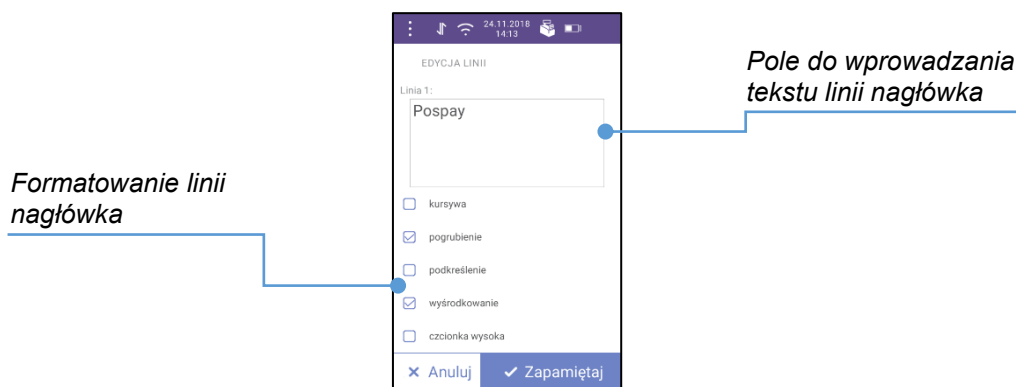 24.11.2018
14:13
EDYCJA LINII
Linia 1:
Pospay
Pole do wprowadzania
tekstu linii nagłówka
Formatowanie linii
nagłówka
kursywa
pogrubienie
podkreślenie
wyśrodkowanie
czcionka wysoka
Anuluj
Zapamiętaj